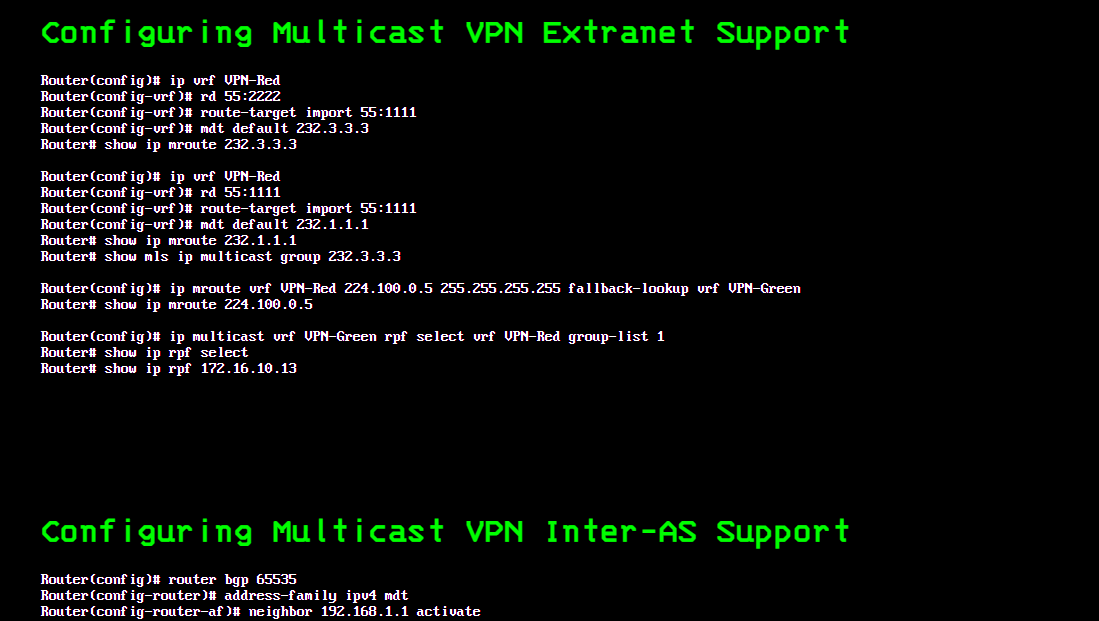 Configuring Multicast VPN Extranet Support
Router(config)# ip vrf VPN-Red
Router(config-vrf)# rd 55:2222
Router(config-vrf)# route-target import 55:1111
Router(config-vrf)# mdt default 232.3.3.3
Router# show ip mroute 232.3.3.3
Router(config)# ip vrf VPN-Red
Router(config-vrf)# rd 55:1111
Router(config-vrf)# route-target import 55:1111
Router(config-vrf)# mdt default 232.1.1.1
Router# show ip mroute 232.1.1.1
Router# show mls ip multicast group 232.3.3.3
Router(config)# ip mroute vrf VPN-Red 224.100.0.5 255.255.255.255 fallback-lookup vrf VPN-Green
Router# show ip mroute 224.100.0.5
Router(config)# ip multicast vrf VPN-Green rpf select vrf VPN-Red group-list 1
Router# show ip rpf select
Router# show ip rpf 172.16.10.13
Configuring Multicast VPN Inter-AS Support
Router(config)# router bgp 65535
Router(config-router)# address-family ipv4 mdt
Router(config-router-af)# neighbor 192.168.1.1 activate